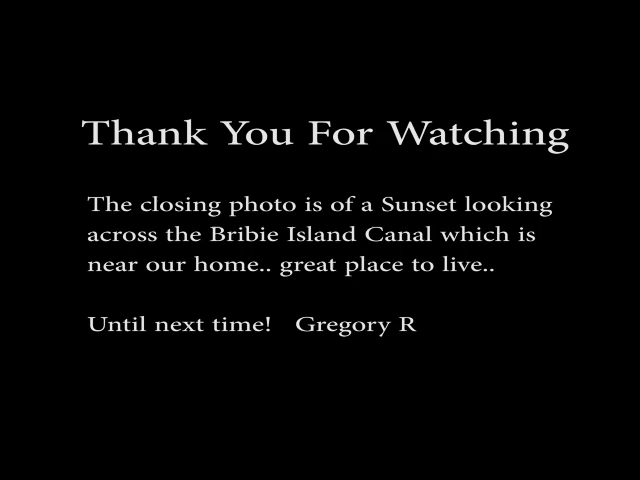 Thank You For Watching
The closing photo is of a Sunset looking
across the Bribie Island Canal which is
near our home.. great place to live..
Until next time!   Gregory R